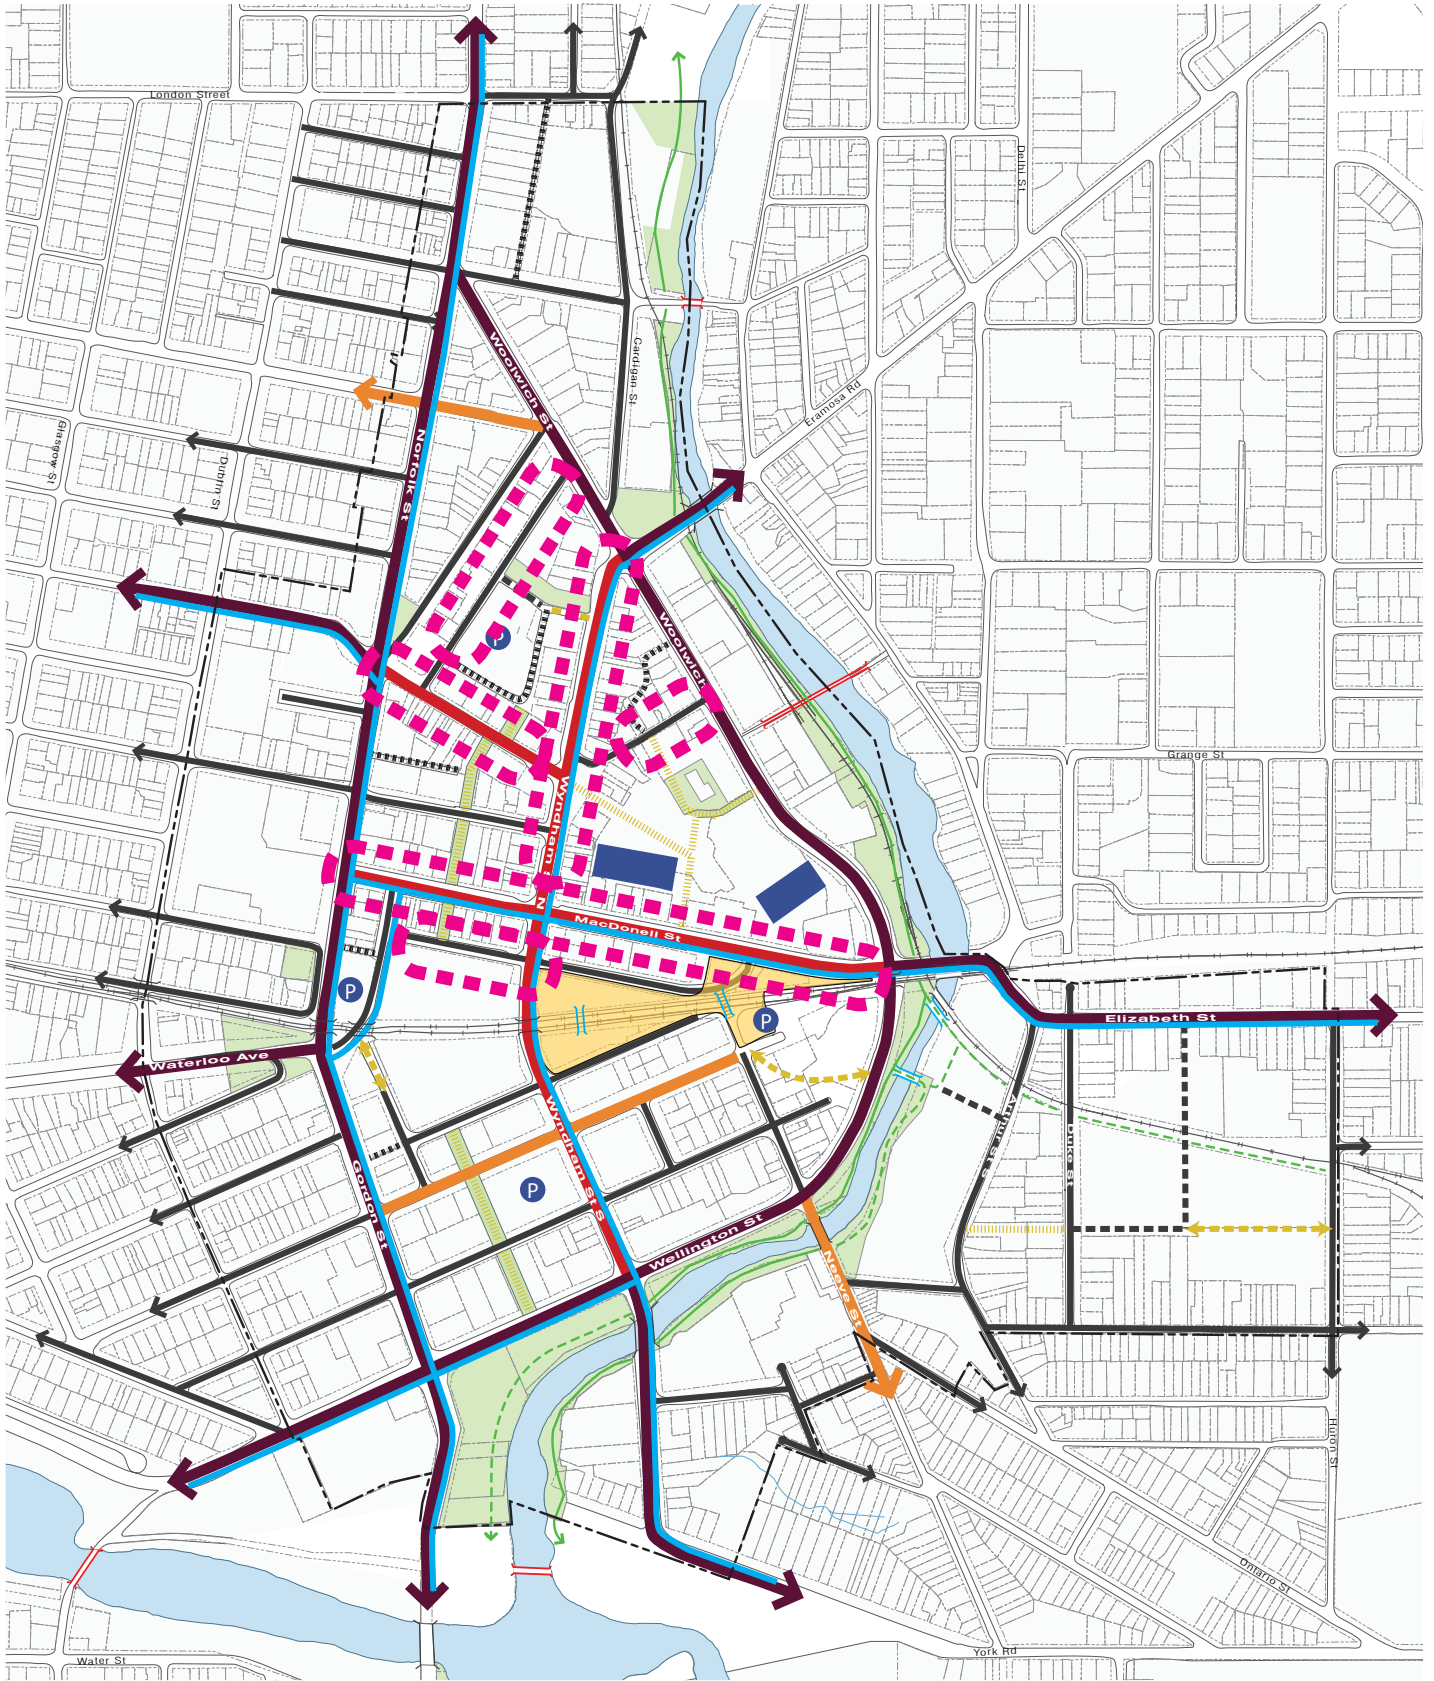 London Street
Delhi St
Woolwich St
Cardigan St
Eramosa Rd
Norfolk St
Glasgow St
Dublin St
P
Woolwich
Grange St
Wyndham St N
MacDonell St
P
P
Elizabeth St
Waterloo Ave
Arthur St S
Duke St
Wyndham St S
Gordon St
P
Wellington St
Neeve St
Huron St
Ontario St
York Rd
Water St